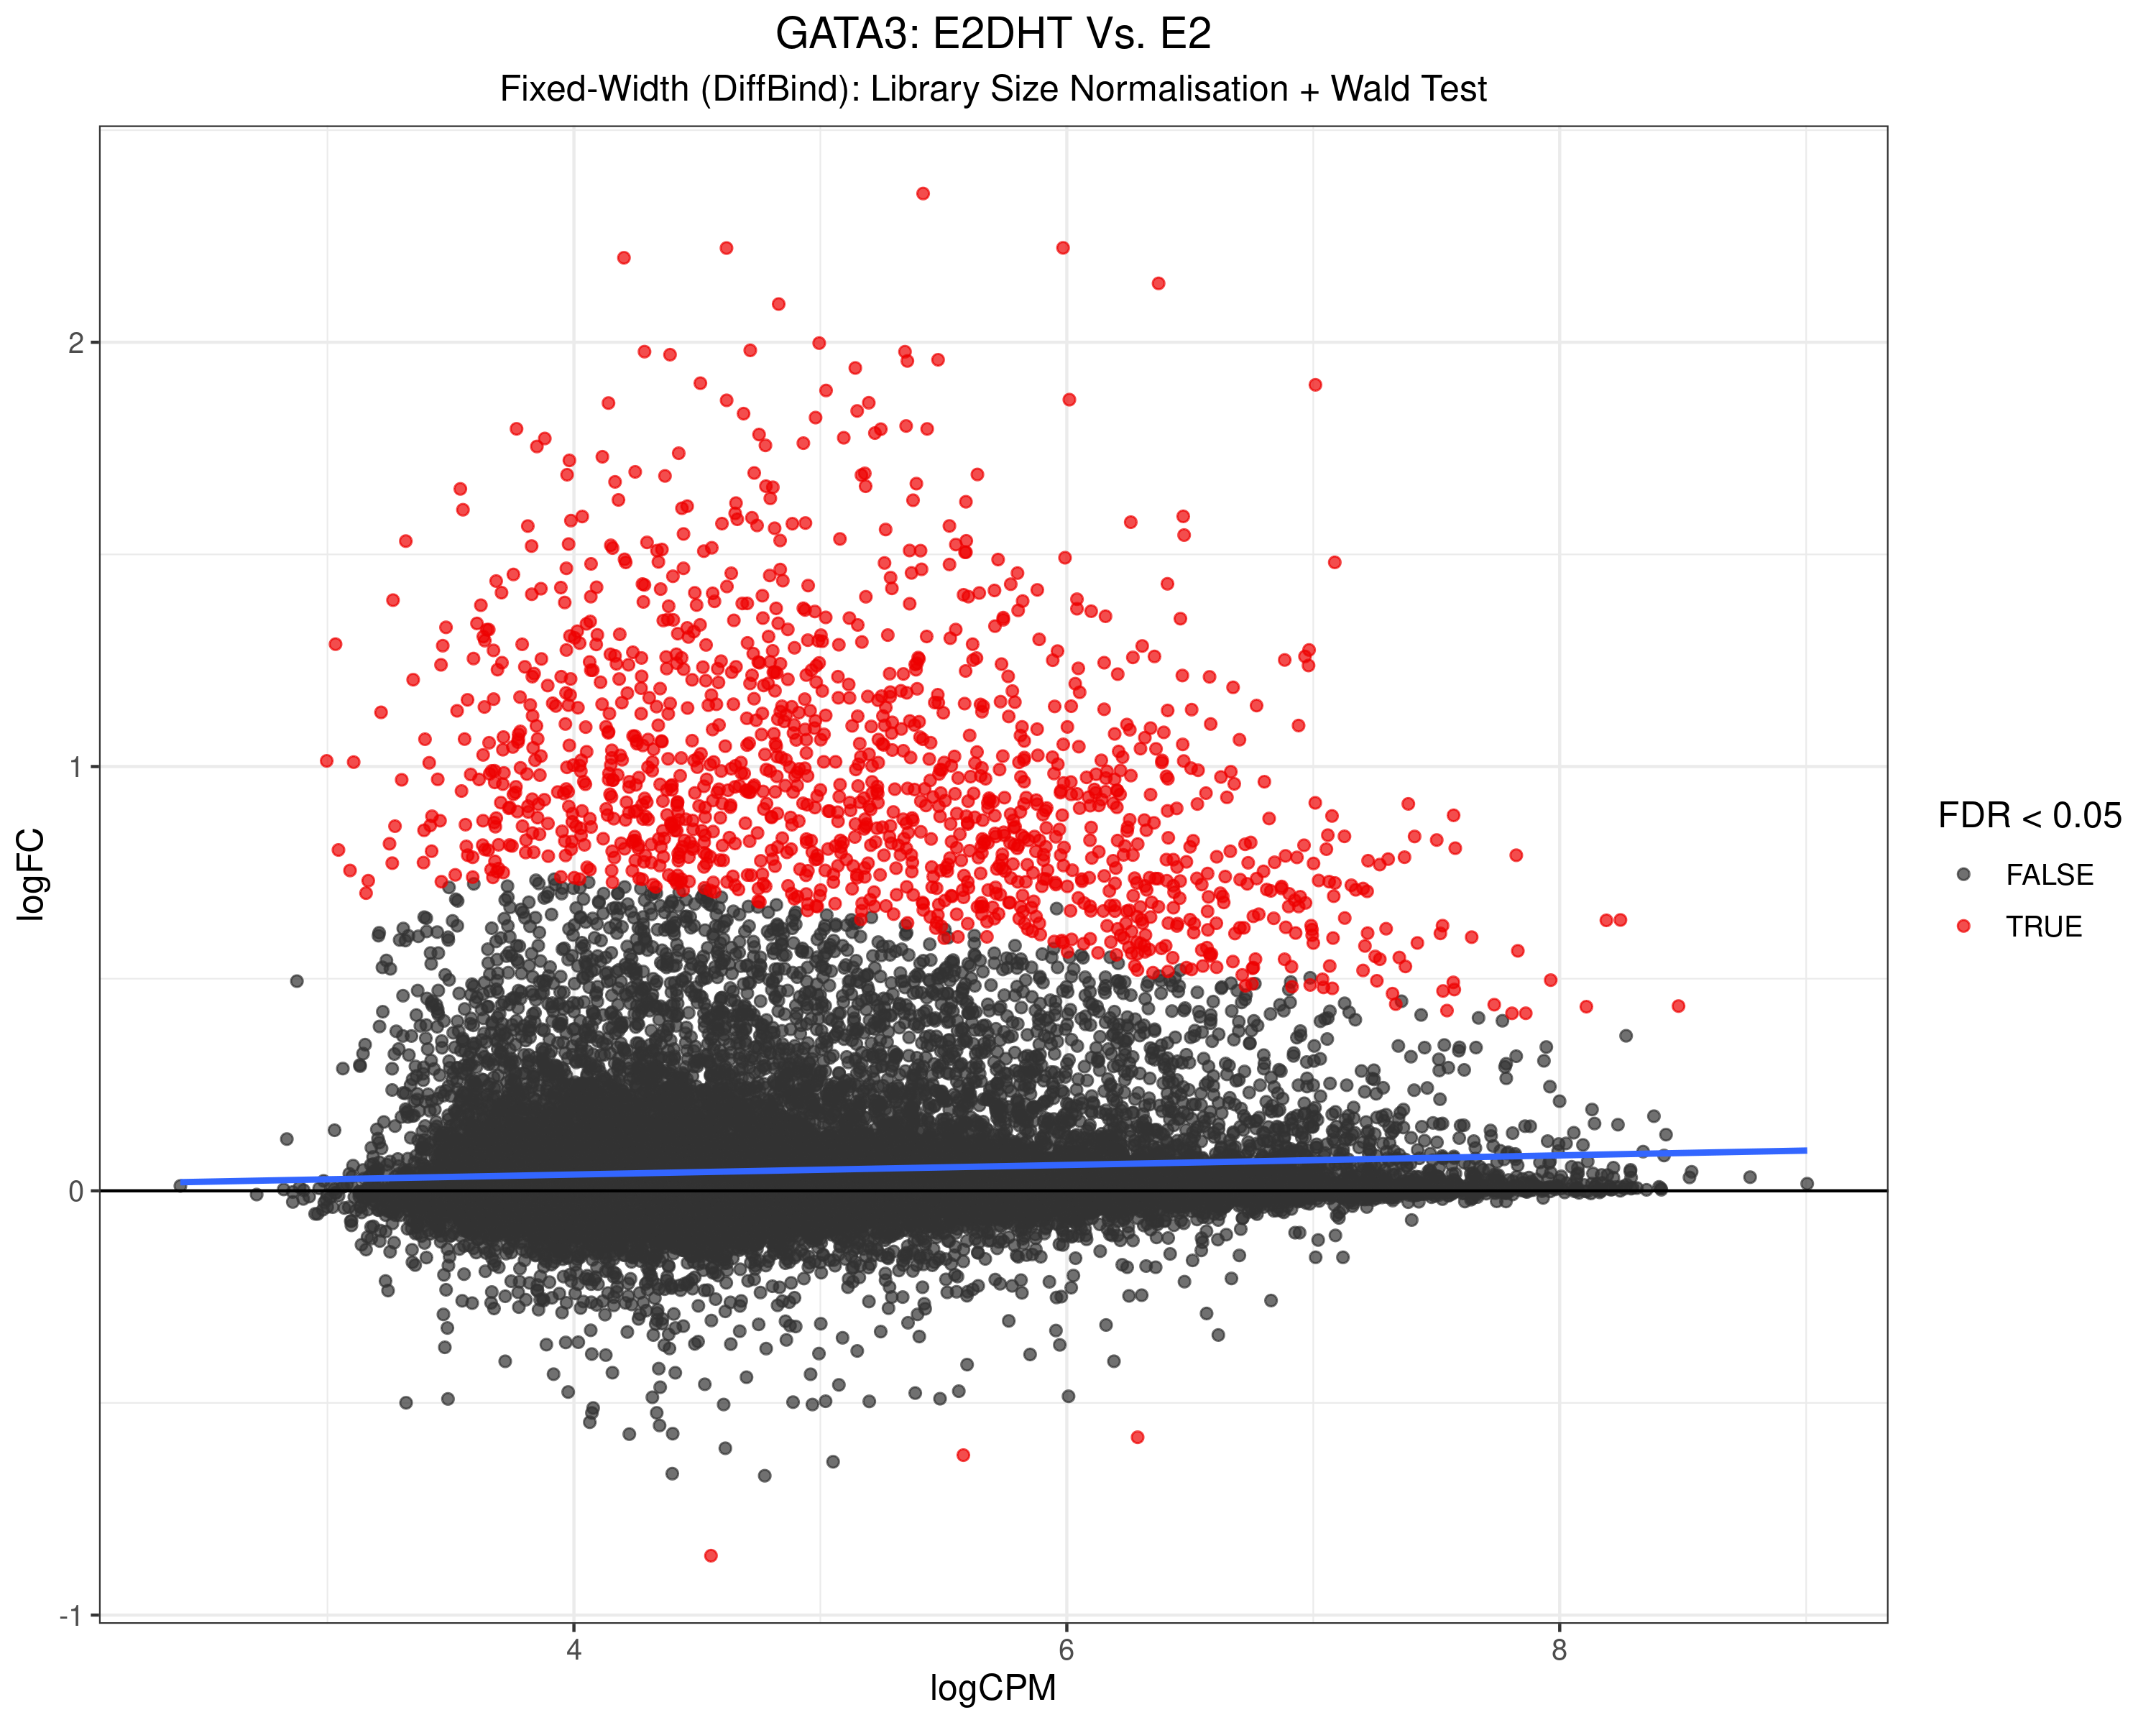 GATA3: E2DHT Vs. E2
Fixed-Width (DiffBind): Library Size Normalisation + Wald Test
2
1
0
-1
logFC
4
6
8
logCPM
FDR < 0.05
FALSE
TRUE